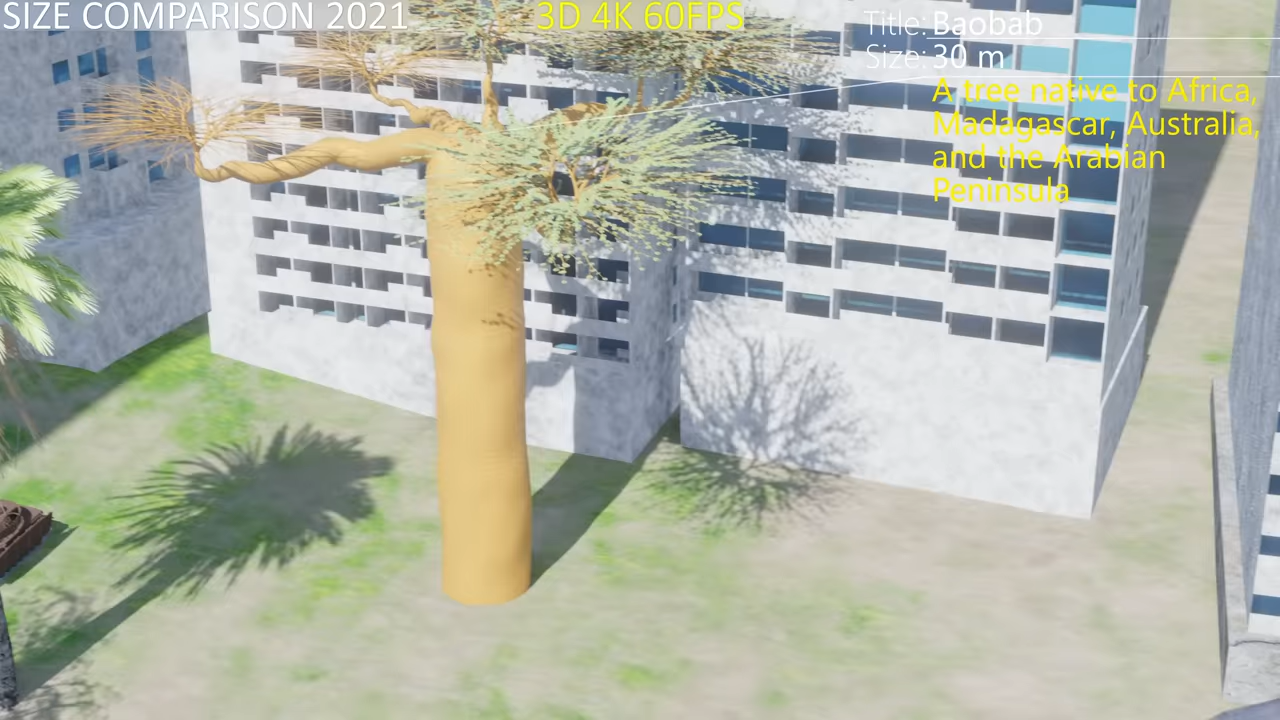 SIZE COMPARISON 2021
3D 4K 60FPS
Title: Baobab
Size: 30 m
A tree native to Africa,
Madagascar, Australia,
and the Arabian
Peninsula